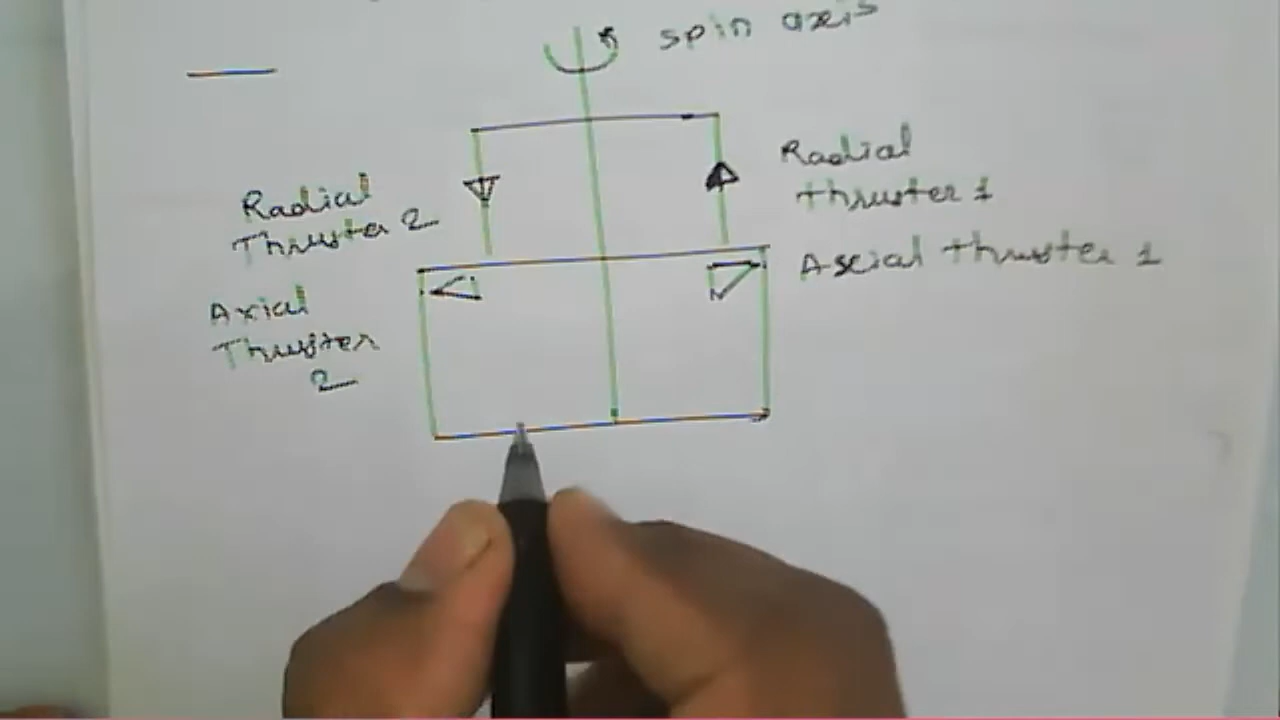 spin axis
Radial
thruster 1
Radial
Thruster 2
Axial thruster 1
Axial
Thruster
2